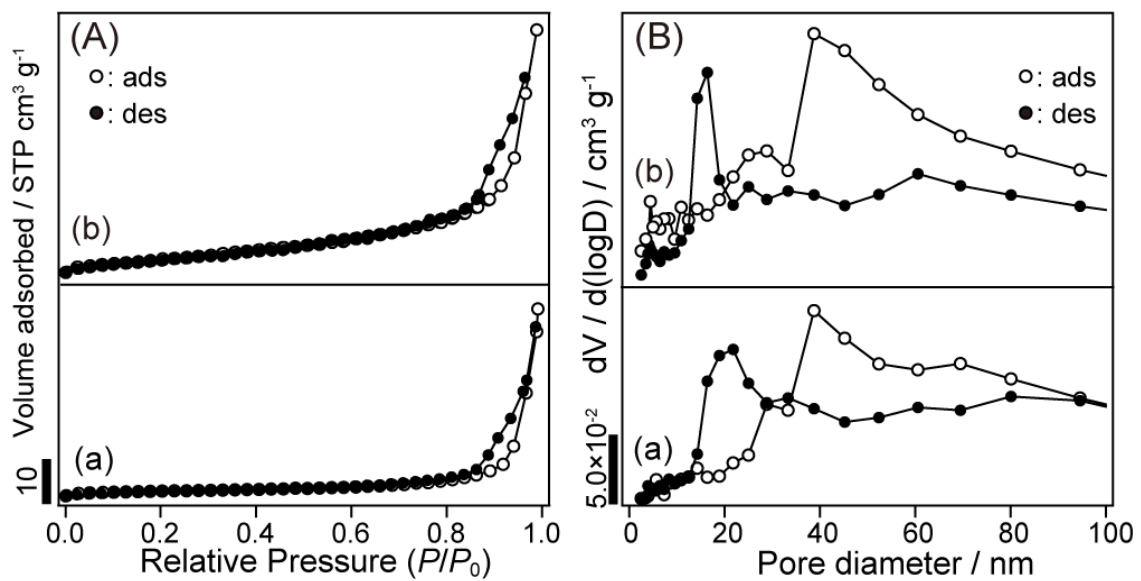 (A)
○: ads
●: des
(b)
(a)
10
Volume adsorbed / STP cm³ g⁻¹
0.0 0.2 0.4 0.6 0.8 1.0
Relative Pressure (P/P₀)
(B)
○: ads
●: des
(b)
(a)
5.0×10⁻²
dV / d(logD) / cm³ g⁻¹
0 20 40 60 80 100
Pore diameter / nm